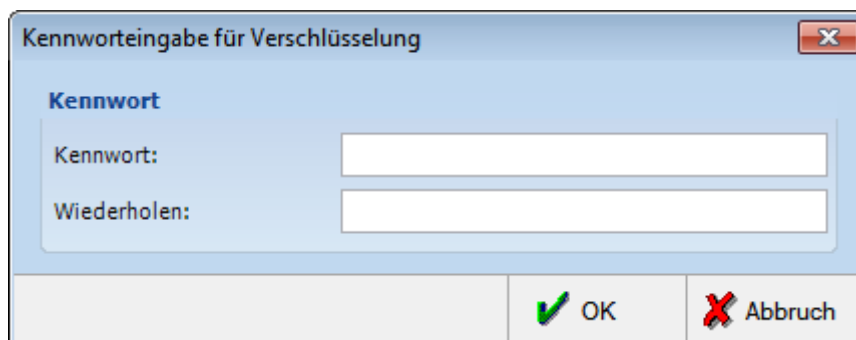 Kennworteingabe für Verschlüsselung
Kennwort
Kennwort:
Wiederholen:
OK
Abbruch